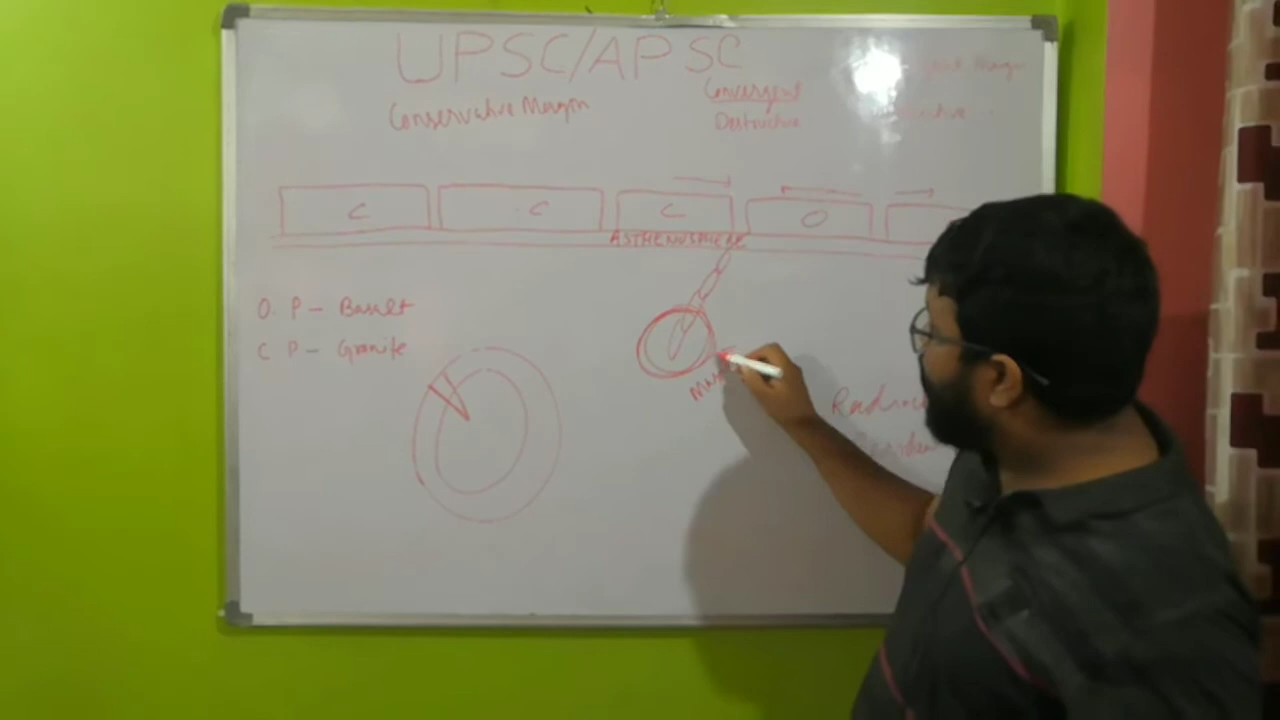 UPSC/APSC
Conservative Margin
Convergent
Destructive
C
C
C
O
ASTHENOSPHERE
O. P - Basalt
C P - Granite